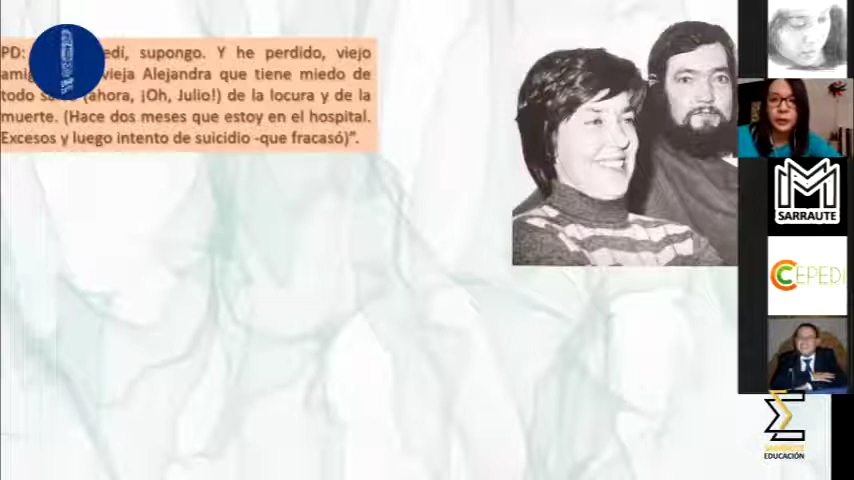 PD: edí, supongo. Y he perdido, viejo
vieja Alejandra que tiene miedo de
todo (ahora, ¡Oh, Julio!) de la locura y de la
muerte. (Hace dos meses que estoy en el hospital.
Excesos y luego intento de suicidio -que fracasó)”.
SARRAUTE
CEPEDI
SARRAUTE
EDUCACIÓN